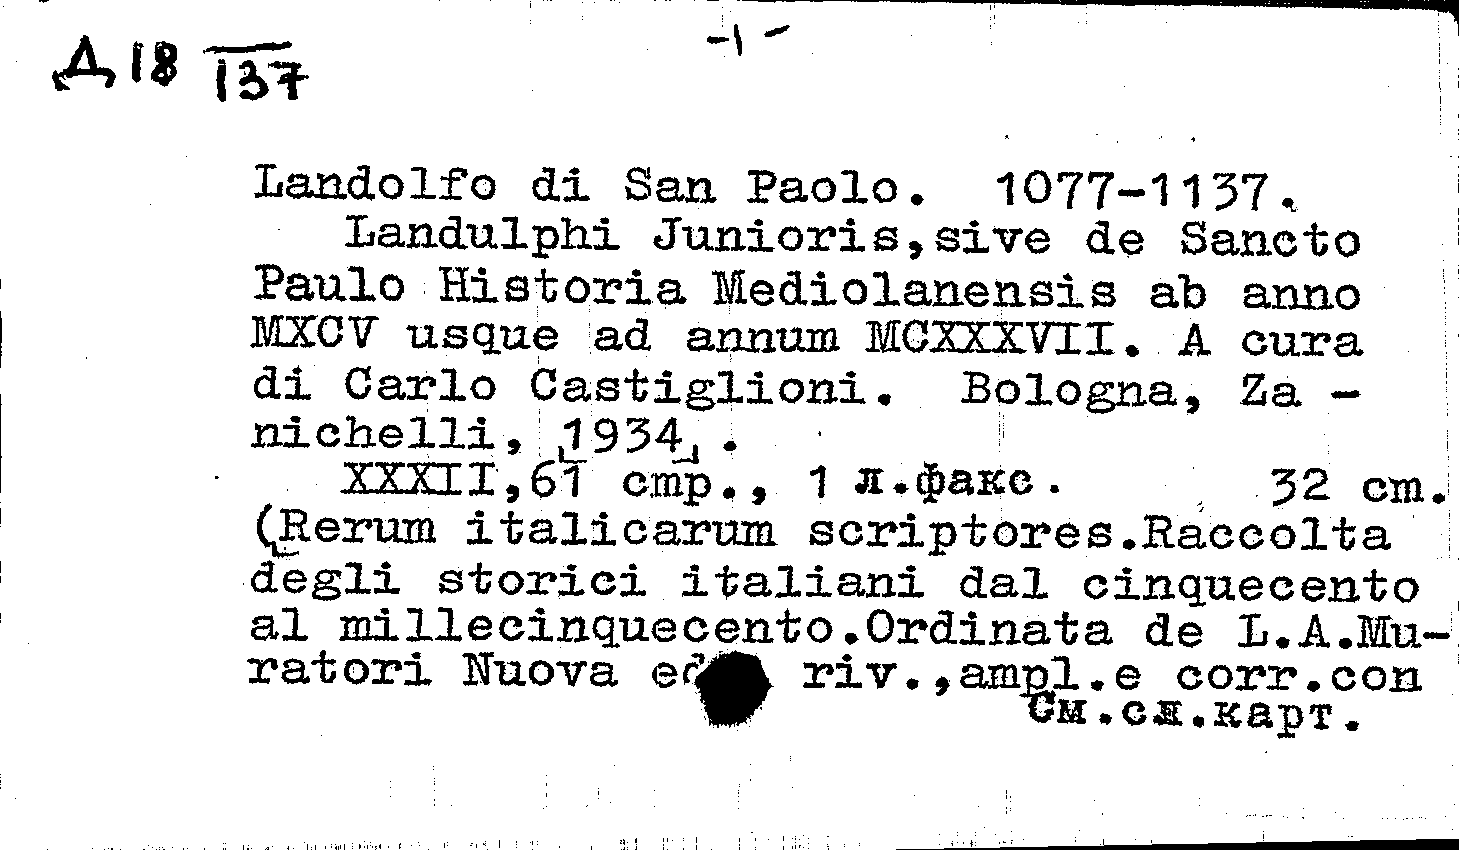 -1-
Д18 137
Landolfo di San Paolo. 1077-1137.
Landulphi Junioris, sive de Sancto
Paulo Historia Mediolanensis ab anno
MXCV usque ad annum MCXXXVII. A cura
di Carlo Castiglioni. Bologna, Za -
nichelli, [1934] .
XXXII, 61 стр., 1 л.факс. 32 cm.
(Rerum italicarum scriptores.Raccolta
degli storici italiani dal cinquecento
al millecinquecento.Ordinata de L.A.Mu-
ratori Nuova ed riv.,ampl.e corr.con
См.сл.карт.